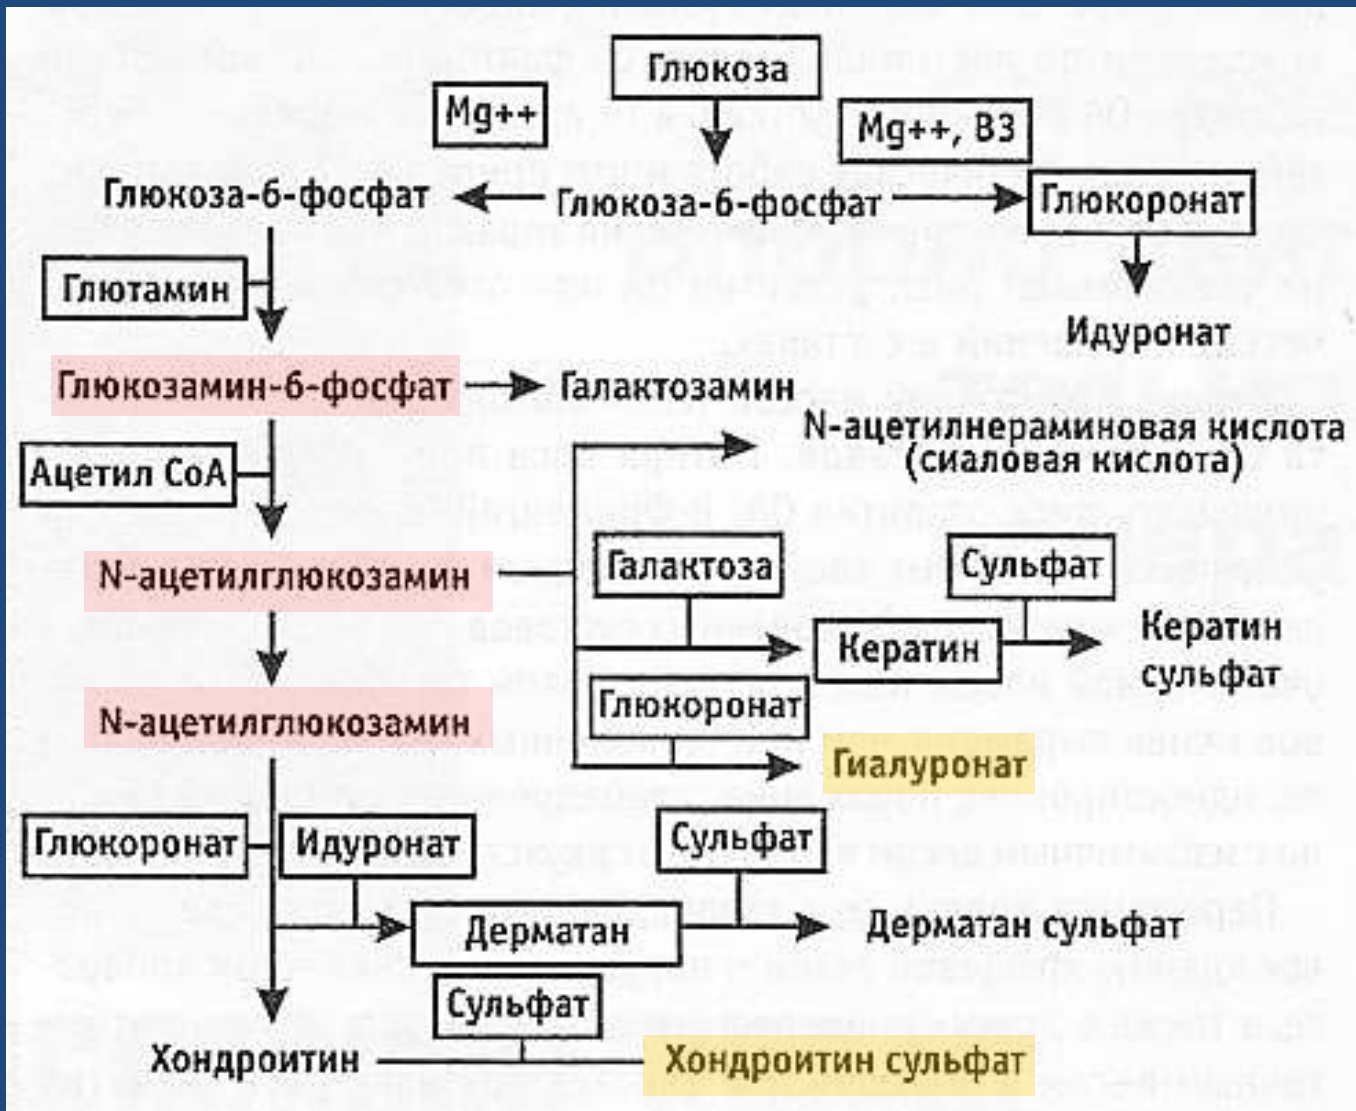 Глюкоза
Mg++
Mg++, B3
Глюкоза-6-фосфат
Глюкоза-6-фосфат
Глюкоронат
Глютамин
Идуронат
Глюкозамин-6-фосфат
Галактозамин
N-ацетилнераминовая кислота
(сиаловая кислота)
Ацетил CoA
N-ацетилглюкозамин
Галактоза
Сульфат
Кератин
Кератин
сульфат
N-ацетилглюкозамин
Глюкоронат
Гиалуронат
Глюкоронат
Идуронат
Сульфат
Дерматан
Дерматан сульфат
Сульфат
Хондроитин
Хондроитин сульфат